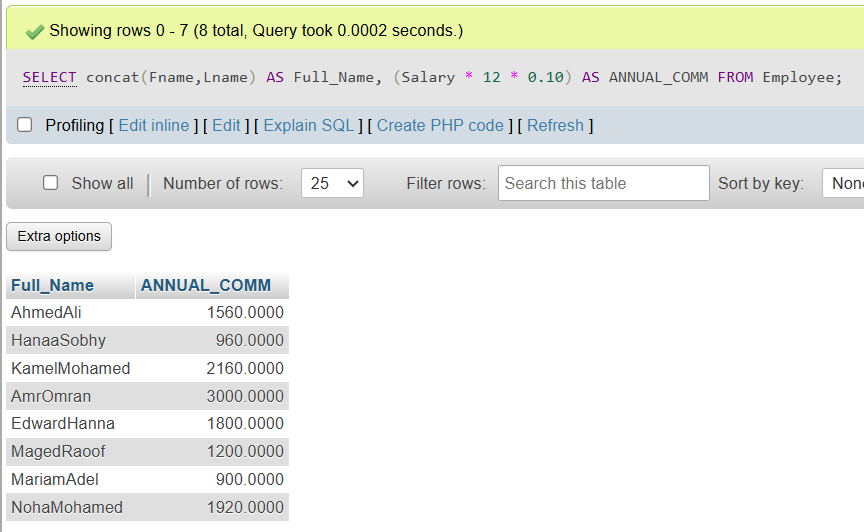 Showing rows 0 - 7 (8 total, Query took 0.0002 seconds.)
SELECT concat(Fname,Lname) AS Full_Name, (Salary * 12 * 0.10) AS ANNUAL_COMM FROM Employee;
Profiling [ Edit inline ] [ Edit ] [ Explain SQL ] [ Create PHP code ] [ Refresh ]
Show all Number of rows: 25 Filter rows: Search this table Sort by key: None
Extra options
Full_Name ANNUAL_COMM
AhmedAli 1560.0000
HanaaSobhy 960.0000
KamelMohamed 2160.0000
AmrOmran 3000.0000
EdwardHanna 1800.0000
MagedRaoof 1200.0000
MariamAdel 900.0000
NohaMohamed 1920.0000